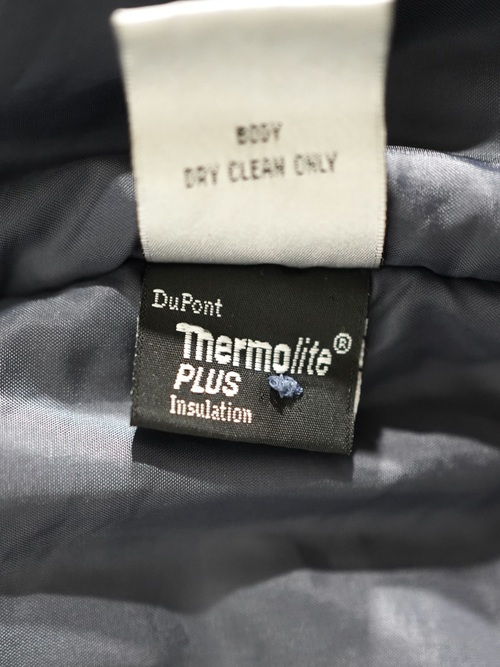 BODY
DRY CLEAN ONLY
DuPont
Thermolite®
PLUS
Insulation